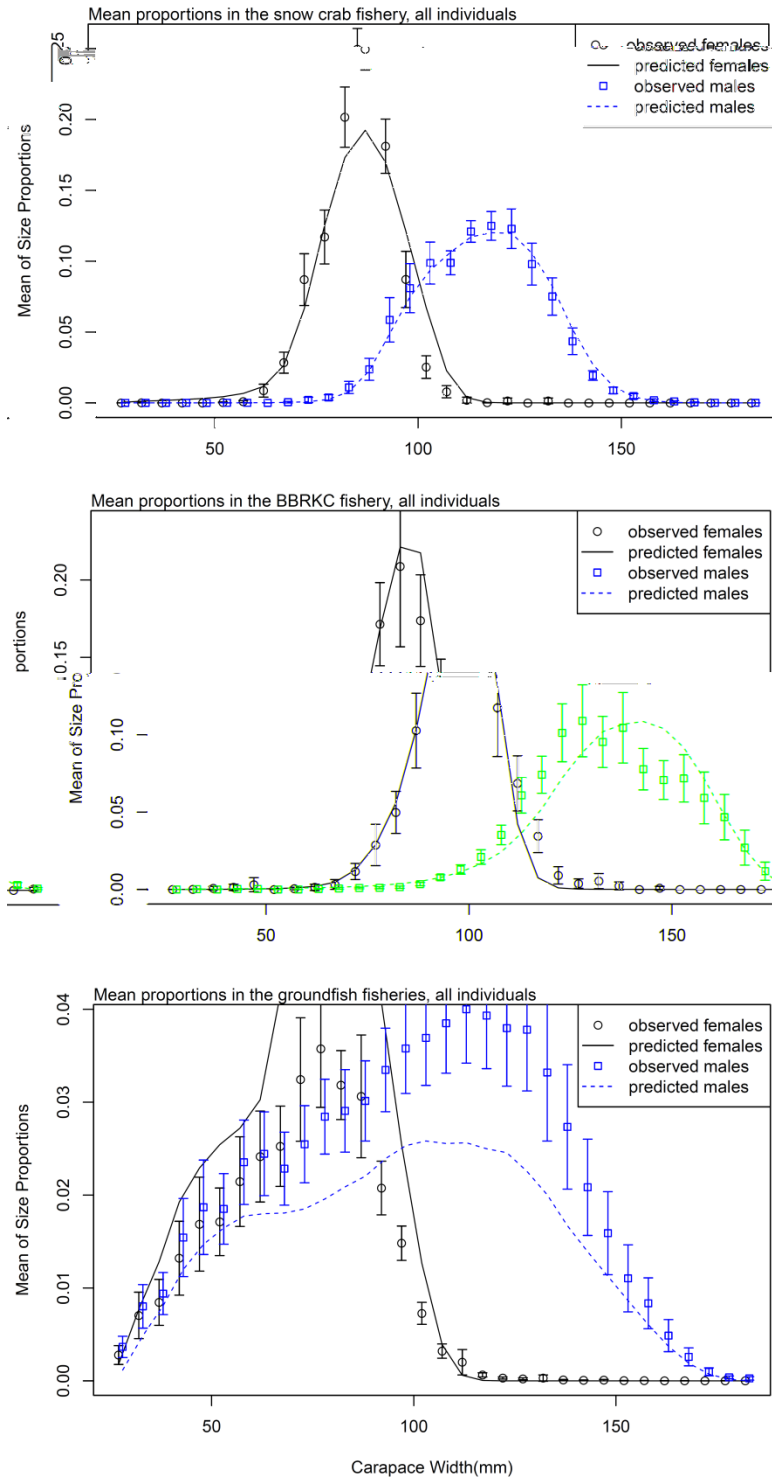 Mean proportions in the snow crab fishery, all individuals
observed females
predicted females
observed males
predicted males
Mean of Size Proportions
0.25
0.20
0.15
0.10
0.05
0.00
50
100
150
Mean proportions in the BBRKC fishery, all individuals
observed females
predicted females
observed males
predicted males
portions
Mean of Size Pro
0.20
0.15
0.10
0.05
0.00
50
100
150
Mean proportions in the groundfish fisheries, all individuals
observed females
predicted females
observed males
predicted males
Mean of Size Proportions
0.04
0.03
0.02
0.01
0.00
50
100
150
Carapace Width(mm)